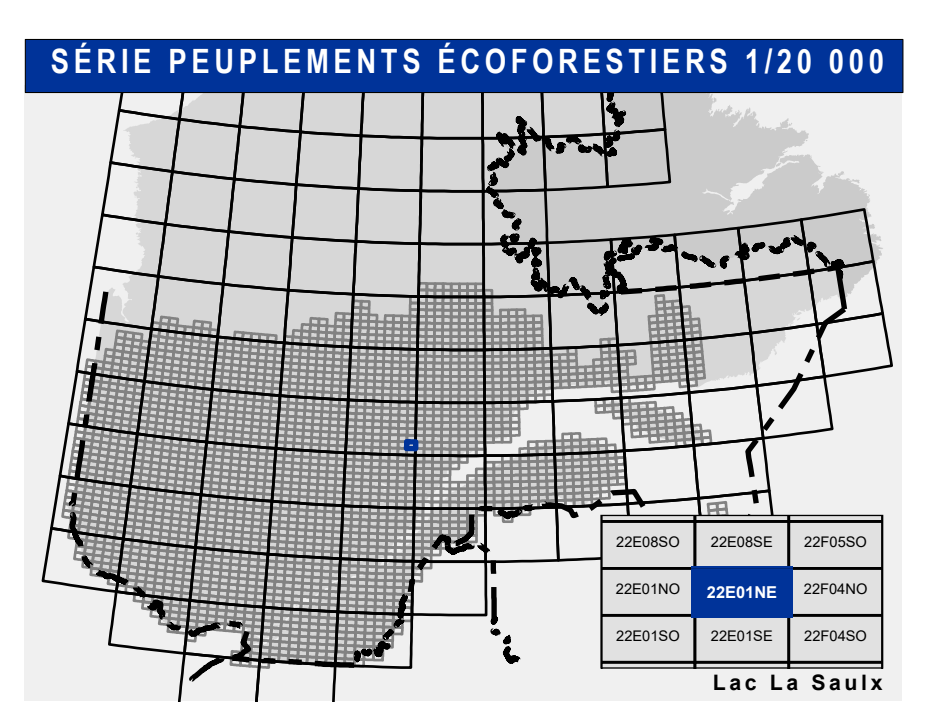 SÉRIE PEUPLEMENTS ÉCOFORESTIERS 1/20 000
22E08SO 22E08SE 22F05SO
22E01NO 22E01NE 22F04NO
22E01SO 22E01SE 22F04SO
Lac La Saulx